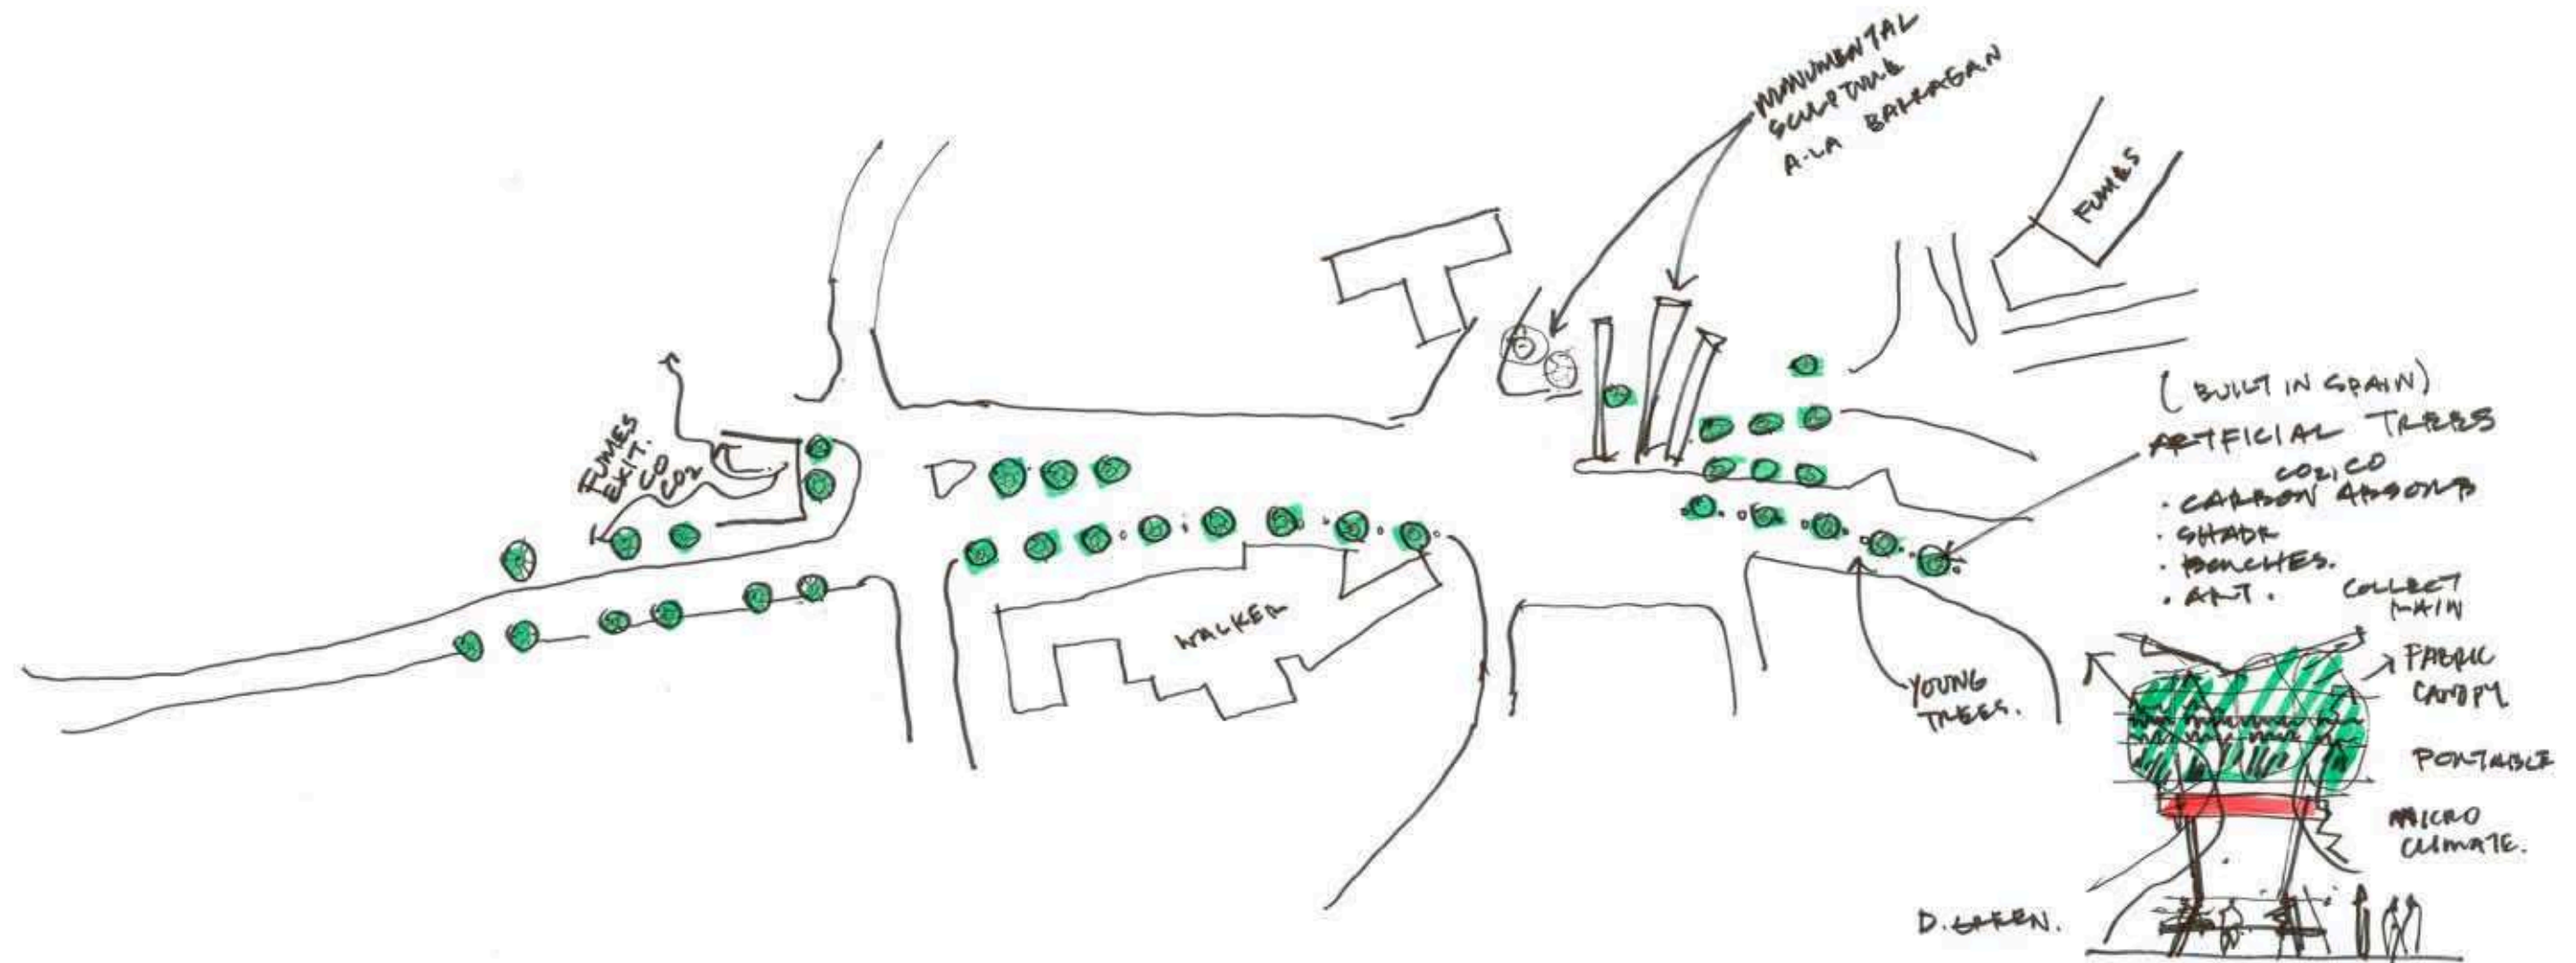 MONUMENTAL
SCULPTURE
A-LA BARRAGAN
FUMES
FUMES
EXIT.
CO
CO2
(BUILT IN SPAIN)
ARTFICIAL TREES
CO2, CO
• CARBON ABSORB
• SHADE
• BENCHES.
• ART.
COLLECT
RAIN
FABRIC
CANOPY
PORTABLE
MICRO
CLIMATE.
WALKER
YOUNG
TREES.
D. GREEN.